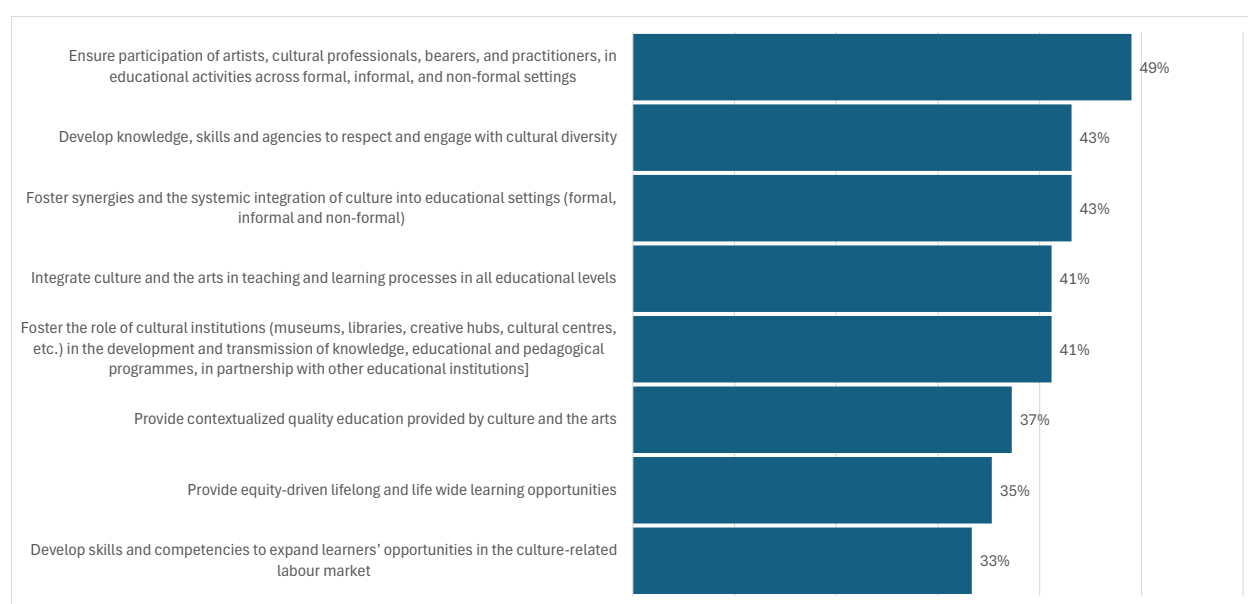 Ensure participation of artists, cultural professionals, bearers, and practitioners, in
educational activities across formal, informal, and non-formal settings
49%
Develop knowledge, skills and agencies to respect and engage with cultural diversity
43%
Foster synergies and the systemic integration of culture into educational settings (formal,
informal and non-formal)
43%
Integrate culture and the arts in teaching and learning processes in all educational levels
41%
Foster the role of cultural institutions (museums, libraries, creative hubs, cultural centres,
etc.) in the development and transmission of knowledge, educational and pedagogical
programmes, in partnership with other educational institutions]
41%
Provide contextualized quality education provided by culture and the arts
37%
Provide equity-driven lifelong and life wide learning opportunities
35%
Develop skills and competencies to expand learners’ opportunities in the culture-related
labour market
33%